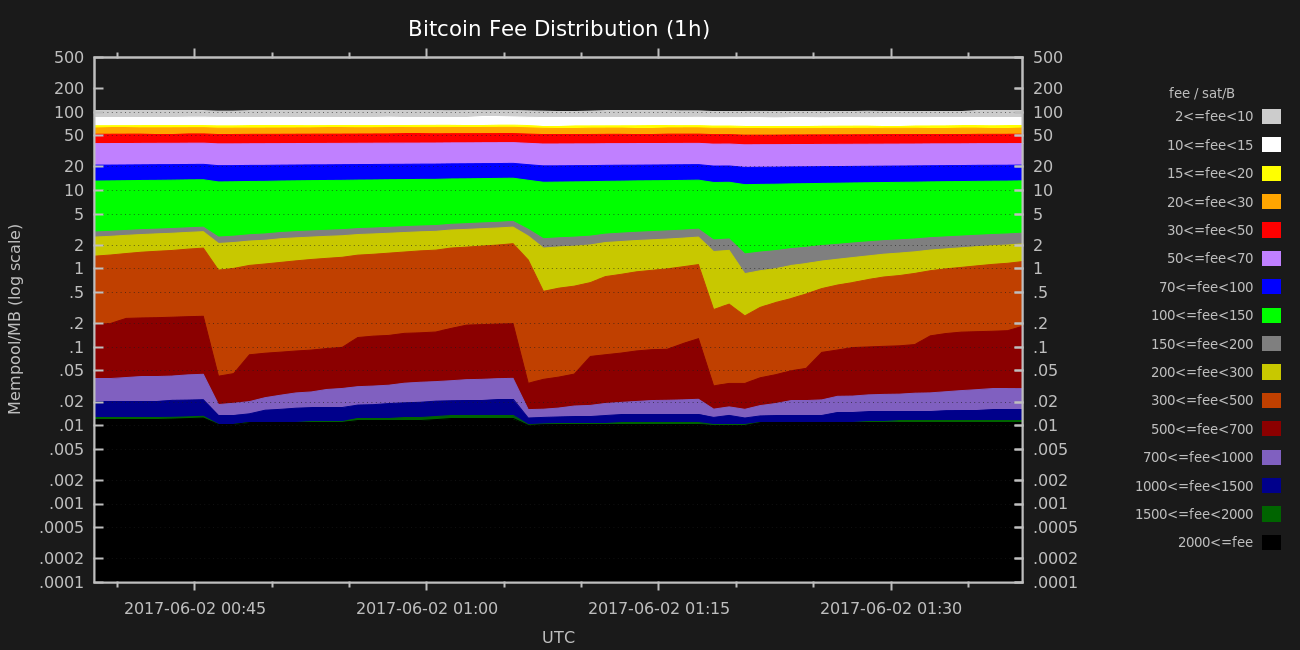 Bitcoin Fee Distribution (1h)
Mempool/MB (log scale)
500
200
100
50
20
10
5
2
1
.5
.2
.1
.05
.02
.01
.005
.002
.001
.0005
.0002
.0001
500
200
100
50
20
10
5
2
1
.5
.2
.1
.05
.02
.01
.005
.002
.001
.0005
.0002
.0001
2017-06-02 00:45
2017-06-02 01:00
2017-06-02 01:15
2017-06-02 01:30
UTC
fee / sat/B
2<=fee<10
10<=fee<15
15<=fee<20
20<=fee<30
30<=fee<50
50<=fee<70
70<=fee<100
100<=fee<150
150<=fee<200
200<=fee<300
300<=fee<500
500<=fee<700
700<=fee<1000
1000<=fee<1500
1500<=fee<2000
2000<=fee